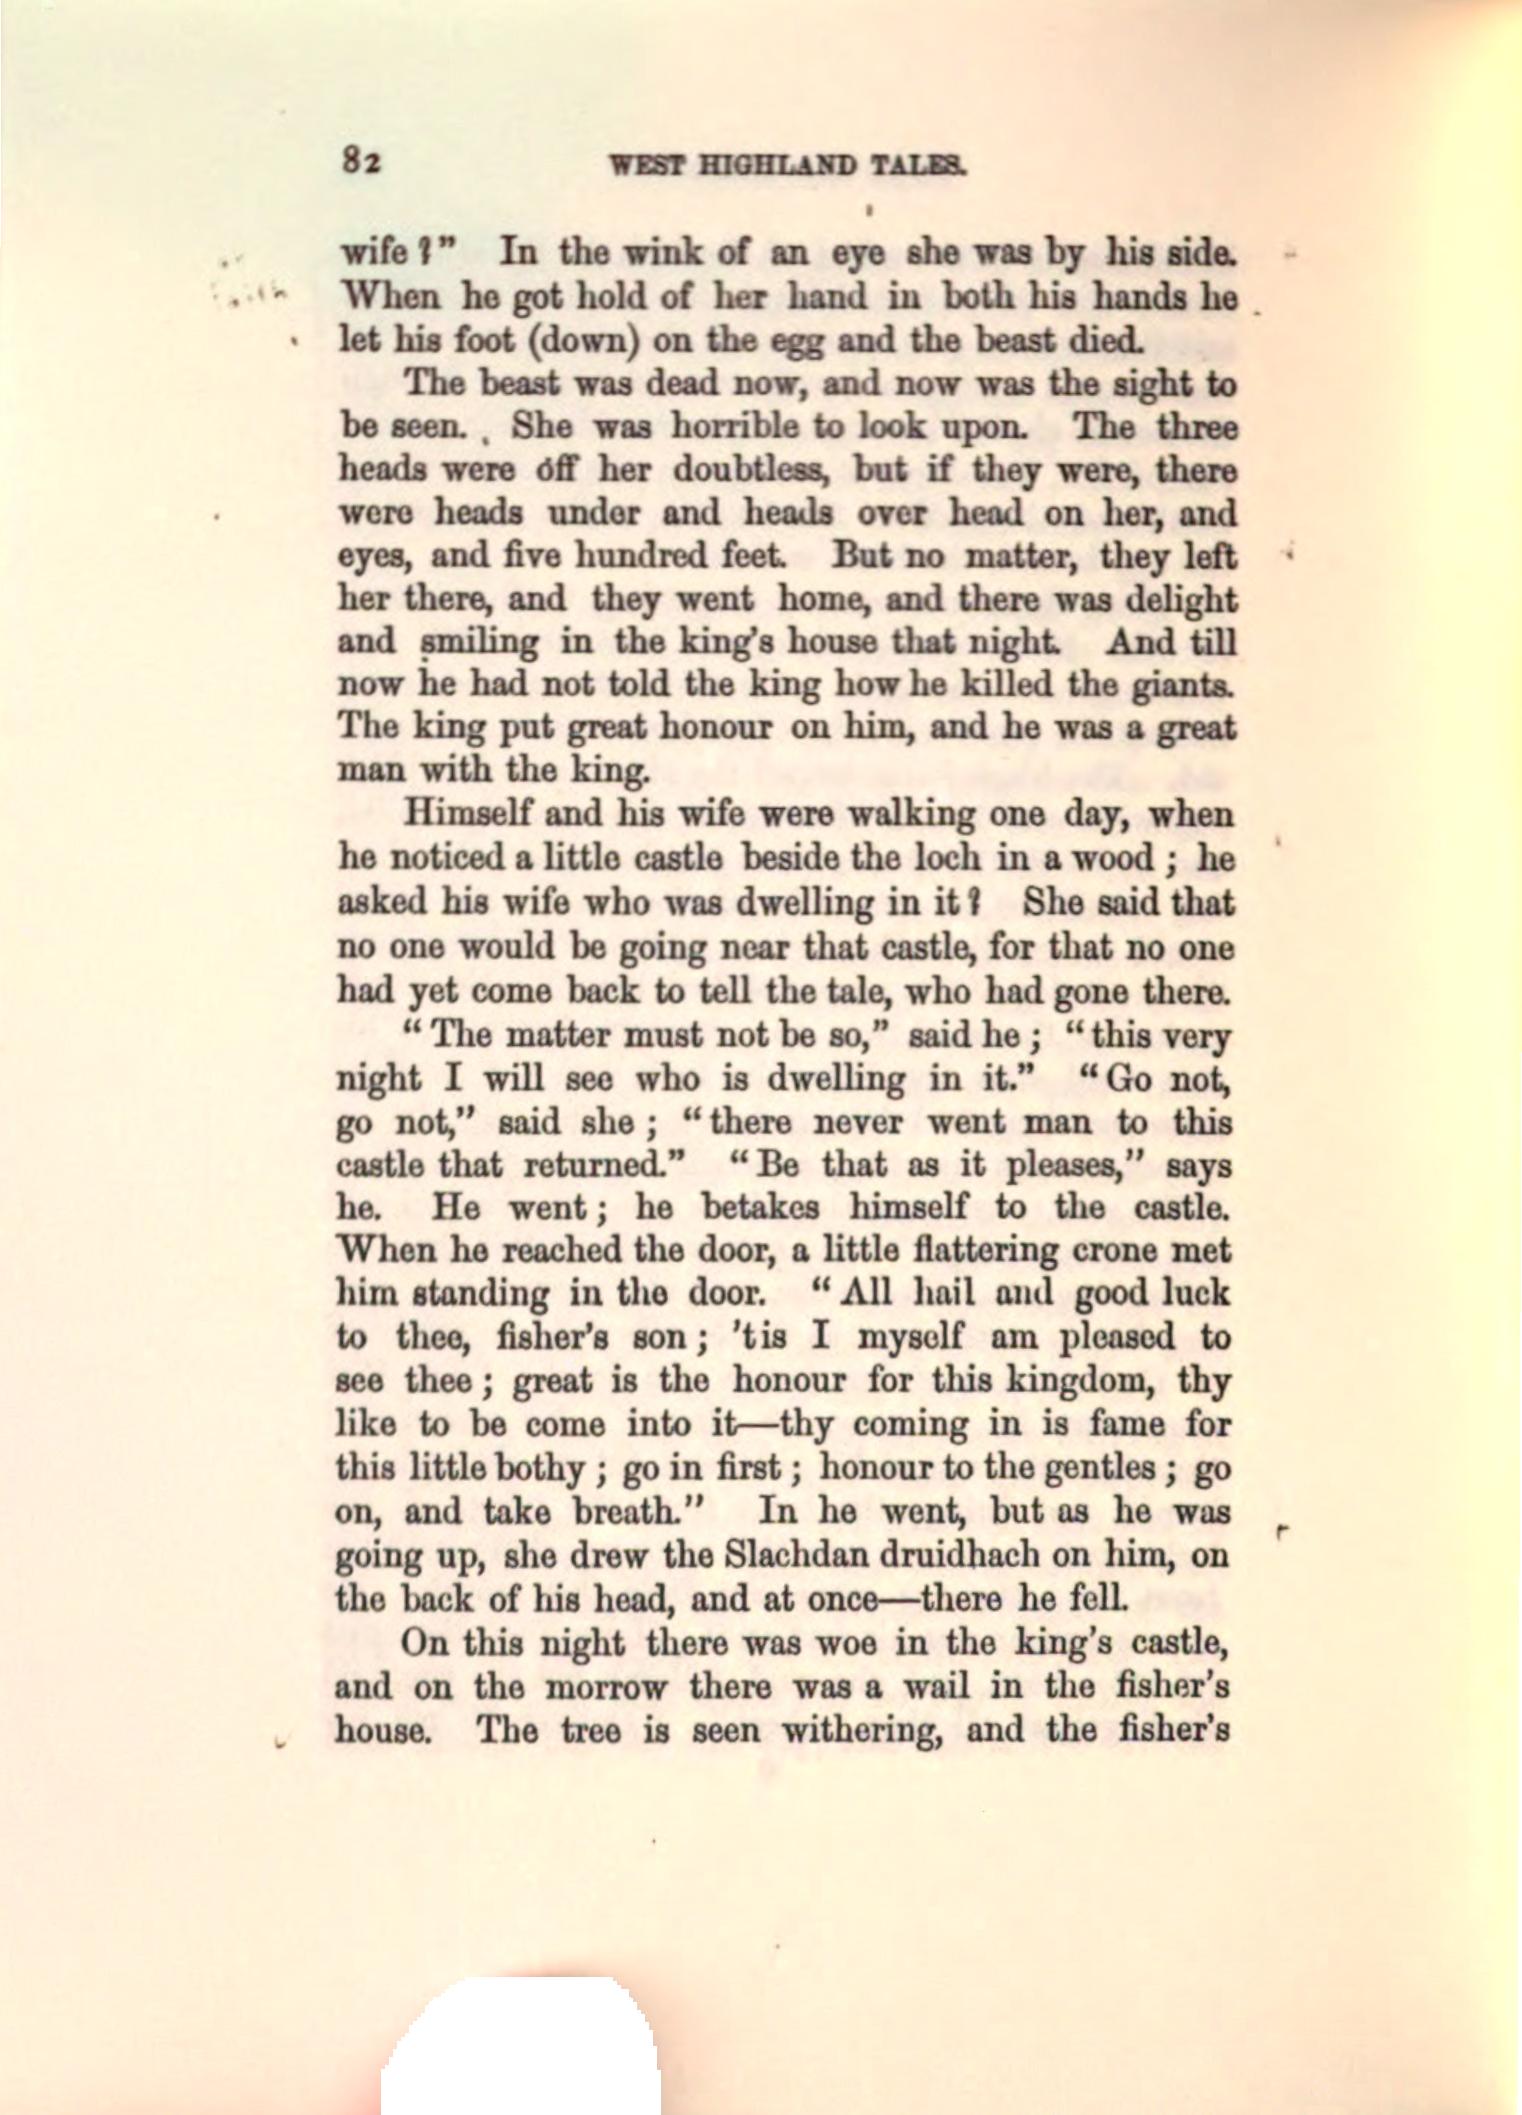 82 WEST HIGHLAND TALES.
wife?” In the wink of an eye she was by his side.
When he got hold of her hand in both his hands he
let his foot (down) on the egg and the beast died.
The beast was dead now, and now was the sight to
be seen. She was horrible to look upon. The three
heads were off her doubtless, but if they were, there
were heads under and heads over head on her, and
eyes, and five hundred feet. But no matter, they left
her there, and they went home, and there was delight
and smiling in the king’s house that night. And till
now he had not told the king how he killed the giants.
The king put great honour on him, and he was a great
man with the king.
Himself and his wife were walking one day, when
he noticed a little castle beside the loch in a wood; he
asked his wife who was dwelling in it? She said that
no one would be going near that castle, for that no one
had yet come back to tell the tale, who had gone there.
“The matter must not be so,” said he; “this very
night I will see who is dwelling in it.” “Go not,
go not,” said she; “there never went man to this
castle that returned.” “Be that as it pleases,” says
he. He went; he betakes himself to the castle.
When he reached the door, a little flattering crone met
him standing in the door. “All hail and good luck
to thee, fisher’s son; ’tis I myself am pleased to
see thee; great is the honour for this kingdom, thy
like to be come into it—thy coming in is fame for
this little bothy; go in first; honour to the gentles; go
on, and take breath.” In he went, but as he was
going up, she drew the Slachdan druidhach on him, on
the back of his head, and at once—there he fell.
On this night there was woe in the king’s castle,
and on the morrow there was a wail in the fisher’s
house. The tree is seen withering, and the fisher’s